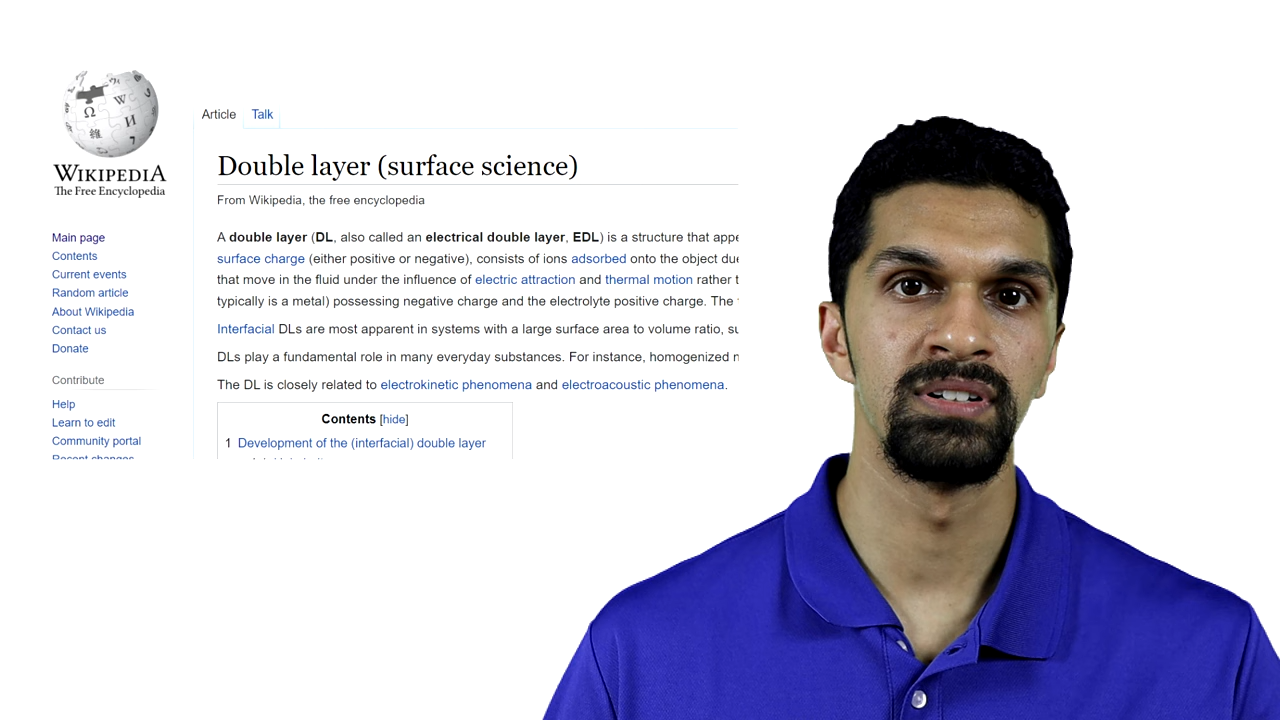 WIKIPEDIA
The Free Encyclopedia
Main page
Contents
Current events
Random article
About Wikipedia
Contact us
Donate
Contribute
Help
Learn to edit
Community portal
Recent changes
Article Talk
Double layer (surface science)
From Wikipedia, the free encyclopedia
A double layer (DL, also called an electrical double layer, EDL) is a structure that appe
surface charge (either positive or negative), consists of ions adsorbed onto the object due
that move in the fluid under the influence of electric attraction and thermal motion rather t
typically is a metal) possessing negative charge and the electrolyte positive charge. The
Interfacial DLs are most apparent in systems with a large surface area to volume ratio, su
DLs play a fundamental role in many everyday substances. For instance, homogenized
The DL is closely related to electrokinetic phenomena and electroacoustic phenomena.
Contents [hide]
1 Development of the (interfacial) double layer